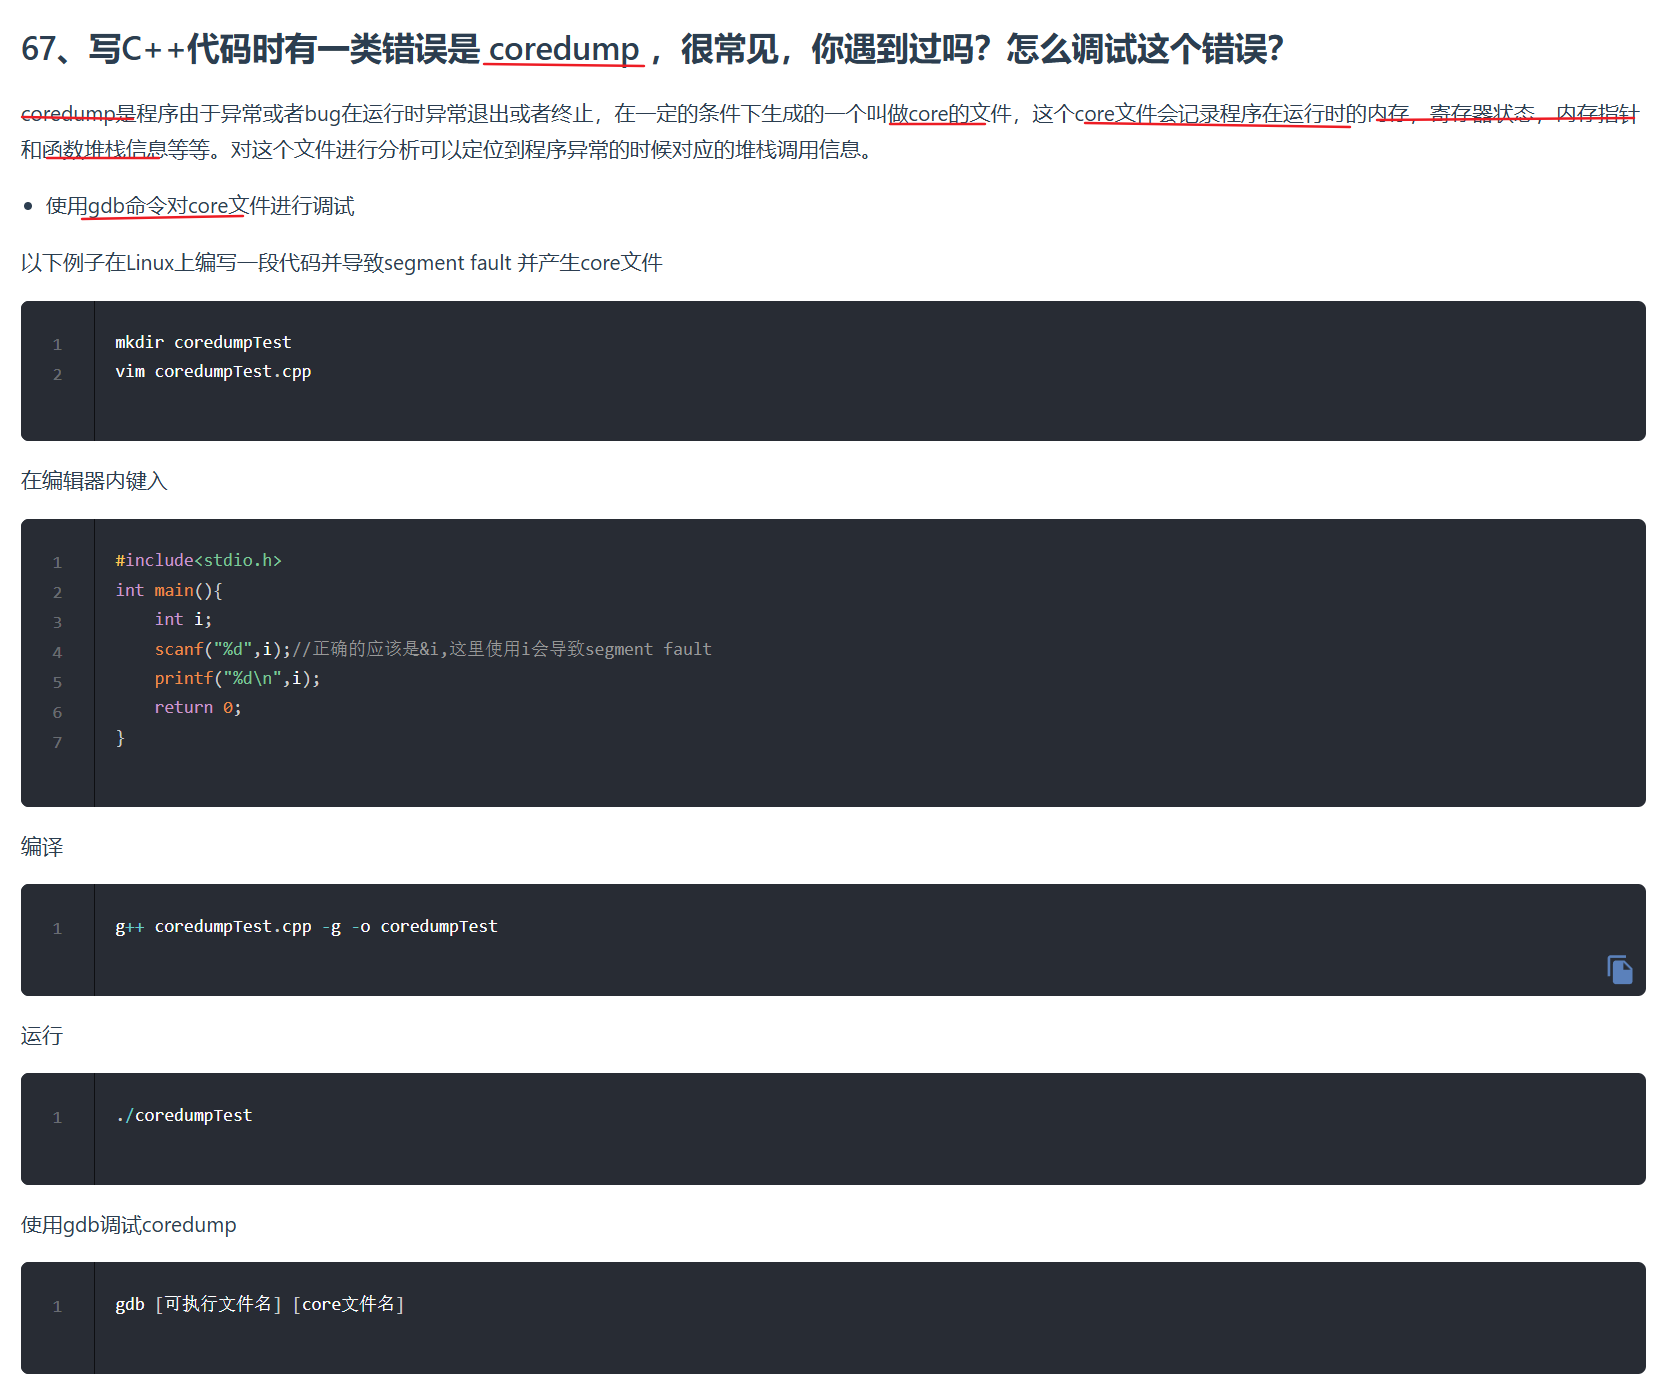 67、写C++代码时有一类错误是 coredump ，很常见，你遇到过吗？怎么调试这个错误？
coredump是程序由于异常或者bug在运行时异常退出或者终止，在一定的条件下生成的一个叫做core的文件，这个core文件会记录程序在运行时的内存，寄存器状态，内存指针
和函数堆栈信息等等。对这个文件进行分析可以定位到程序异常的时候对应的堆栈调用信息。
• 使用gdb命令对core文件进行调试
以下例子在Linux上编写一段代码并导致segment fault 并产生core文件
1 mkdir coredumpTest
2 vim coredumpTest.cpp
在编辑器内键入
1 #include<stdio.h>
2 int main(){
3     int i;
4     scanf("%d",i);//正确的应该是&i,这里使用i会导致segment fault
5     printf("%d\n",i);
6     return 0;
7 }
编译
1 g++ coredumpTest.cpp -g -o coredumpTest
运行
1 ./coredumpTest
使用gdb调试coredump
1 gdb [可执行文件名] [core文件名]